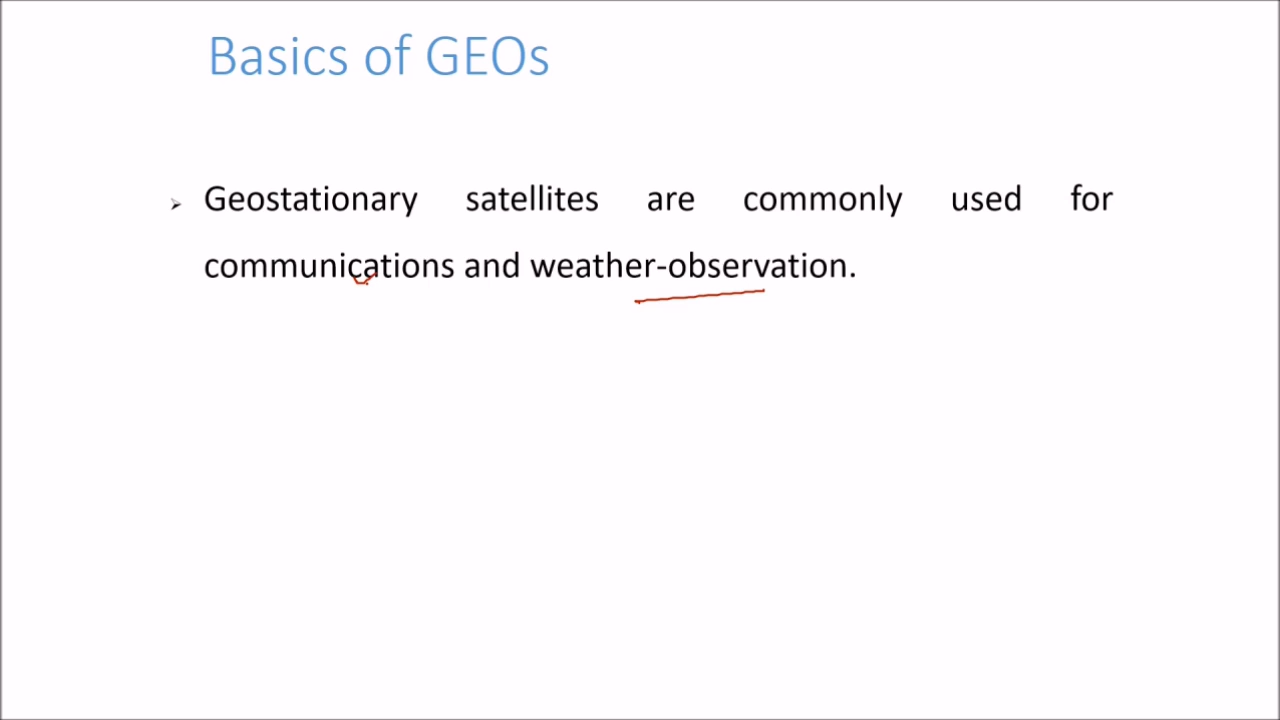 Basics of GEOs
Geostationary satellites are commonly used for
communications and weather-observation.